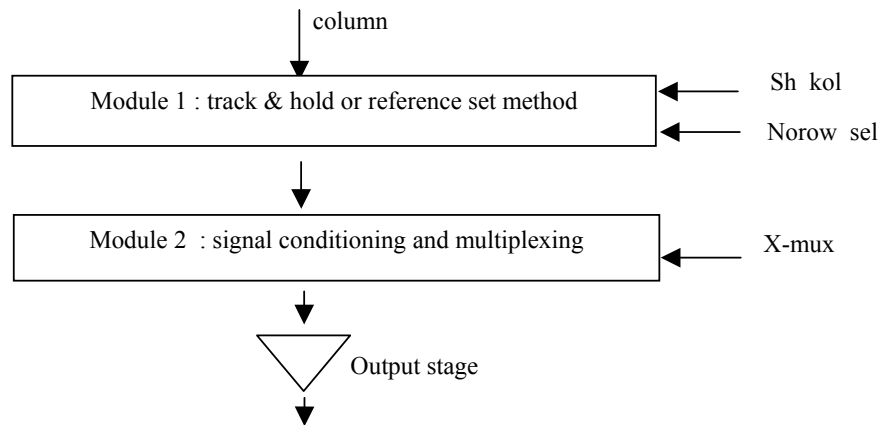 column
Module 1 : track & hold or reference set method
Sh kol
Norow sel
Module 2 : signal conditioning and multiplexing
X-mux
Output stage